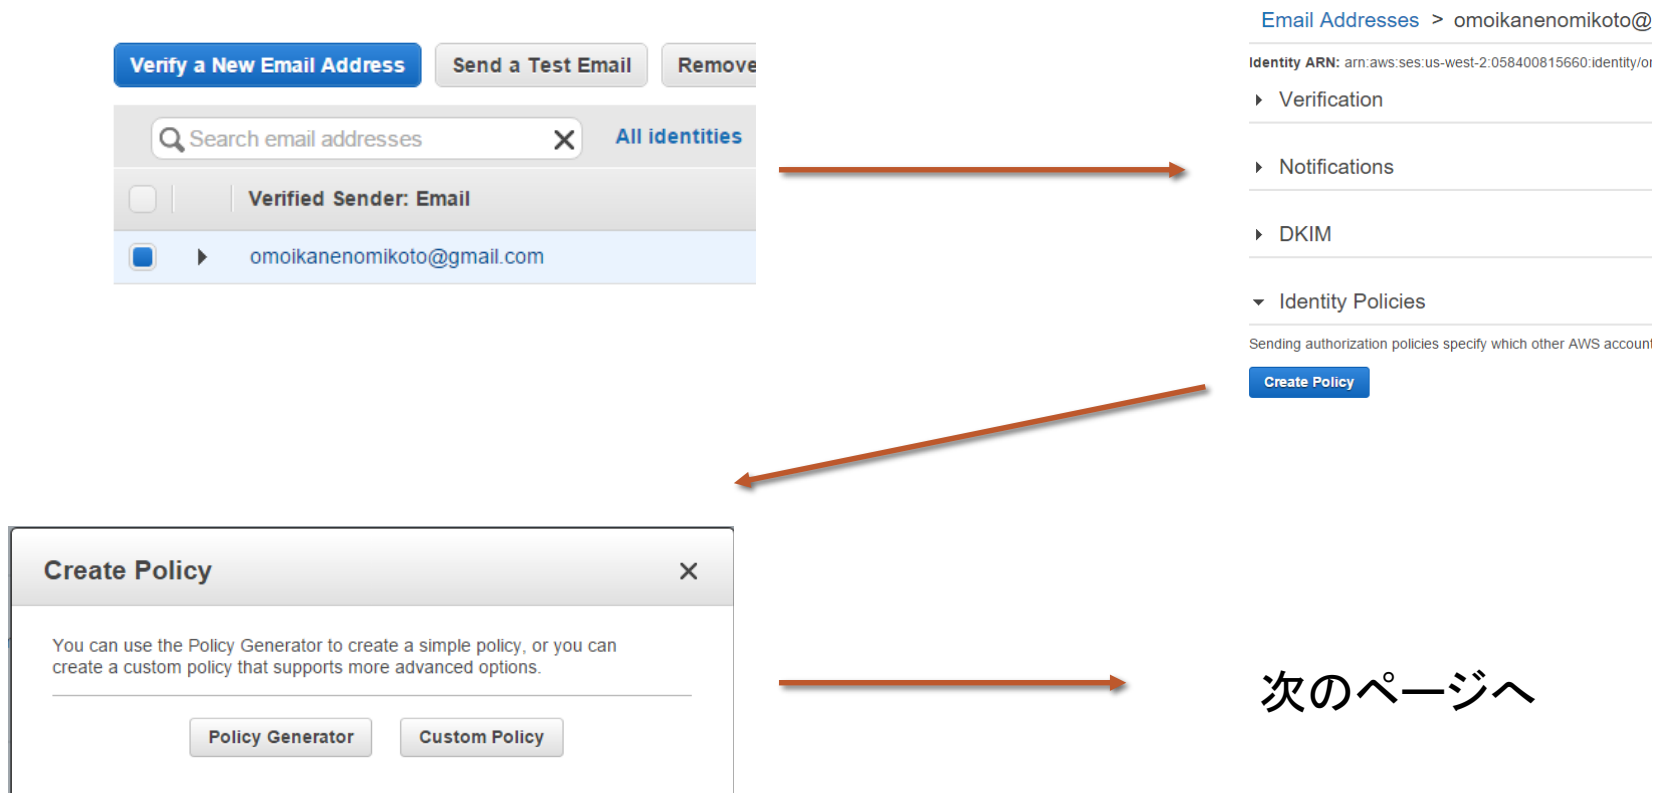 Verify a New Email Address Send a Test Email Remove
Search email addresses All identities
Verified Sender: Email
omoikanenomikoto@gmail.com
Email Addresses > omoikanenomikoto@
Identity ARN: arn:aws:ses:us-west-2:058400815660:identity/
Verification
Notifications
DKIM
Identity Policies
Sending authorization policies specify which other AWS account
Create Policy
Create Policy
You can use the Policy Generator to create a simple policy, or you can
create a custom policy that supports more advanced options.
Policy Generator Custom Policy
次のページへ